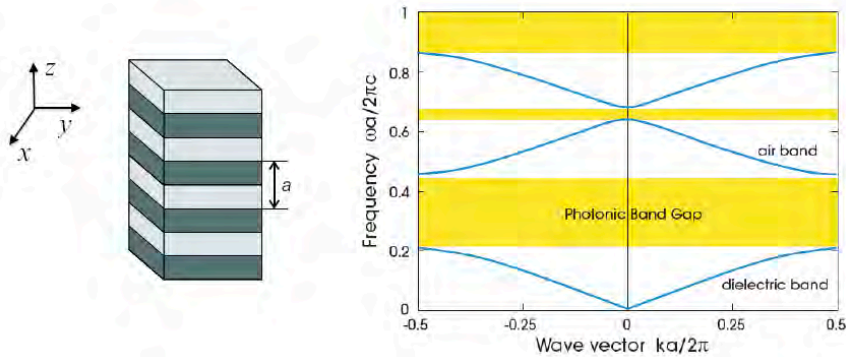 z
y
x
a
Frequency ωa/2πc
1
0.8
0.6
0.4
0.2
0
air band
Photonic Band Gap
dielectric band
-0.5
-0.25
0
0.25
0.5
Wave vector ka/2π